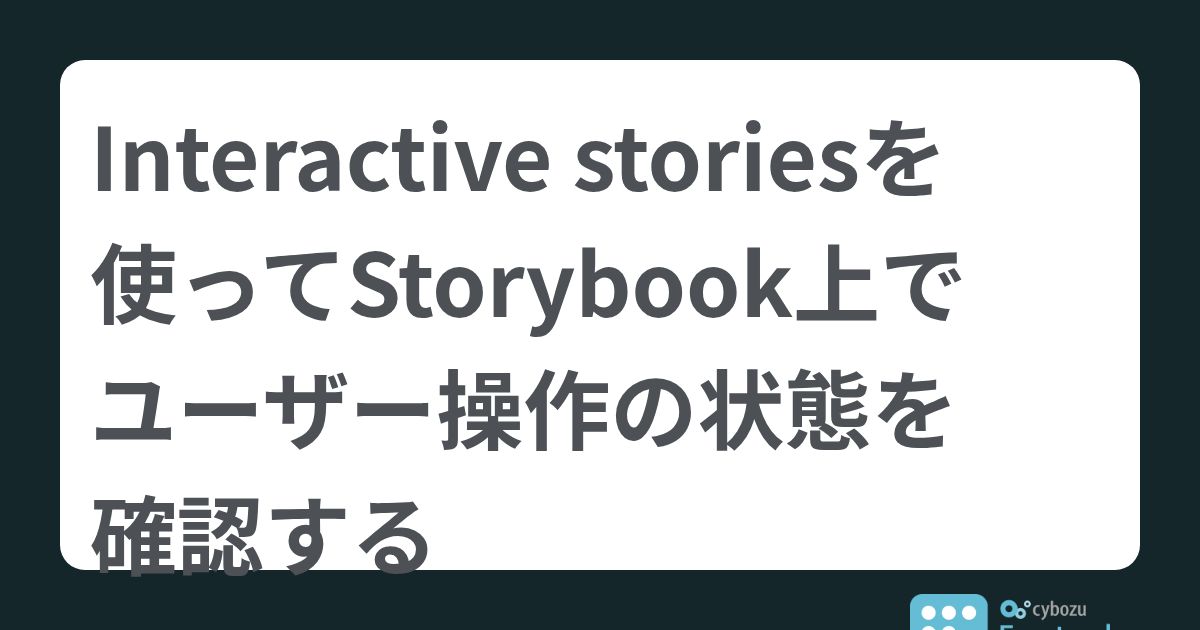 Interactive storiesを
使ってStorybook上で
ユーザー操作の状態を
確認する
cybozu